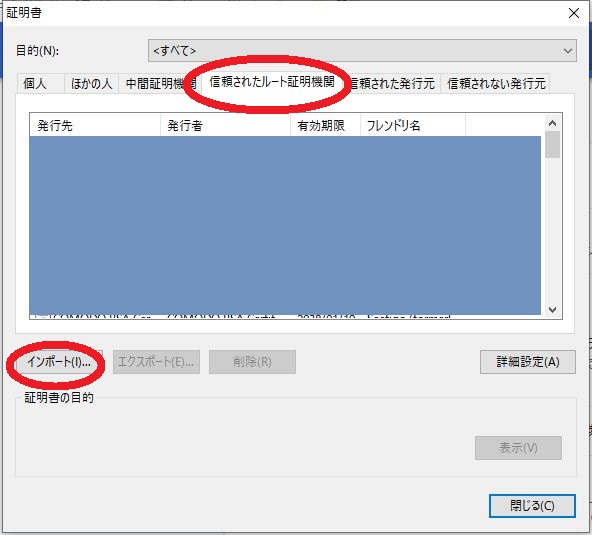 証明書
目的(N): <すべて>
個人 ほかの人 中間証明機関 信頼されたルート証明機関 信頼された発行元 信頼されない発行元
発行先 発行者 有効期限 フレンドリ名
インポート(I)... エクスポート(E)... 削除(R) 詳細設定(A)
証明書の目的
表示(V)
閉じる(C)